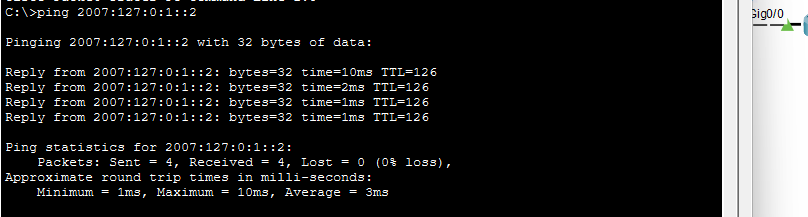 C:\>ping 2007:127:0:1::2
Pinging 2007:127:0:1::2 with 32 bytes of data:
Reply from 2007:127:0:1::2: bytes=32 time=10ms TTL=126
Reply from 2007:127:0:1::2: bytes=32 time=2ms TTL=126
Reply from 2007:127:0:1::2: bytes=32 time=1ms TTL=126
Reply from 2007:127:0:1::2: bytes=32 time=1ms TTL=126
Ping statistics for 2007:127:0:1::2:
Packets: Sent = 4, Received = 4, Lost = 0 (0% loss),
Approximate round trip times in milli-seconds:
Minimum = 1ms, Maximum = 10ms, Average = 3ms
Gig0/0